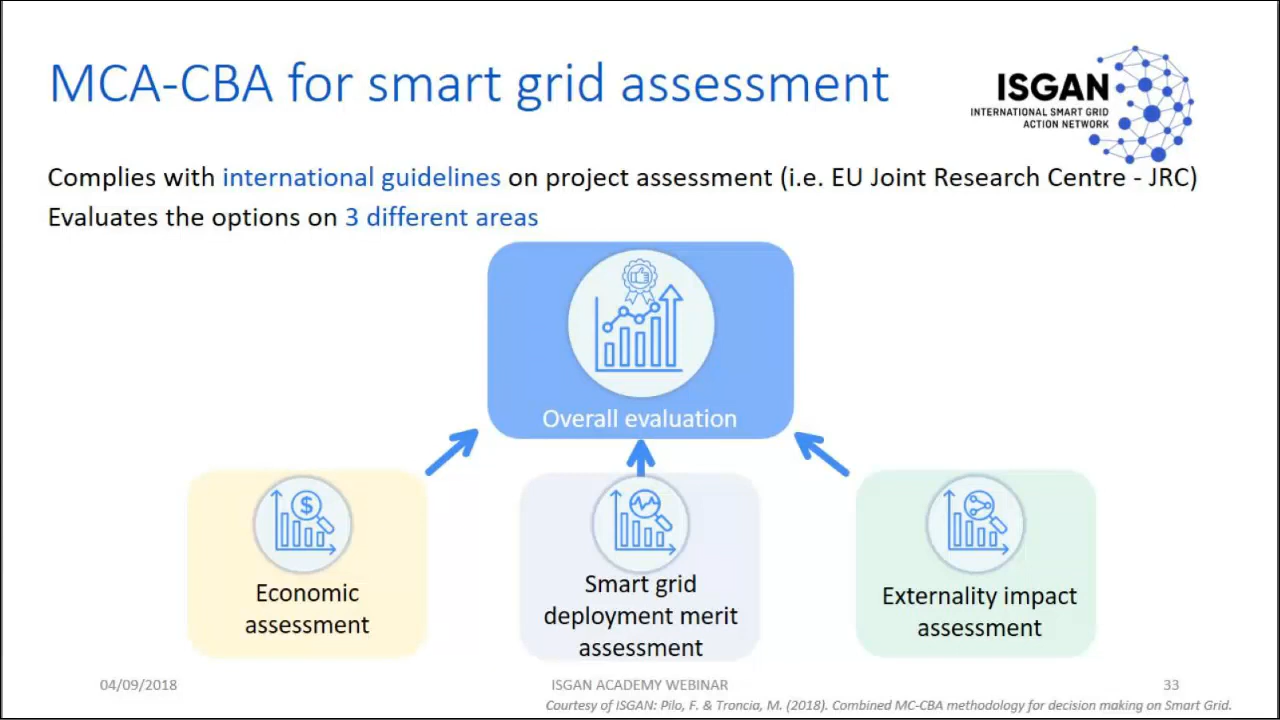 MCA-CBA for smart grid assessment
ISGAN
INTERNATIONAL SMART GRID
ACTION NETWORK
Complies with international guidelines on project assessment (i.e. EU Joint Research Centre - JRC)
Evaluates the options on 3 different areas
Overall evaluation
$
Economic
assessment
Smart grid
deployment merit
assessment
Externality impact
assessment
04/09/2018
ISGAN ACADEMY WEBINAR
33
Courtesy of ISGAN: Pilo, F. & Troncia, M. (2018). Combined MC-CBA methodology for decision making on Smart Grid.